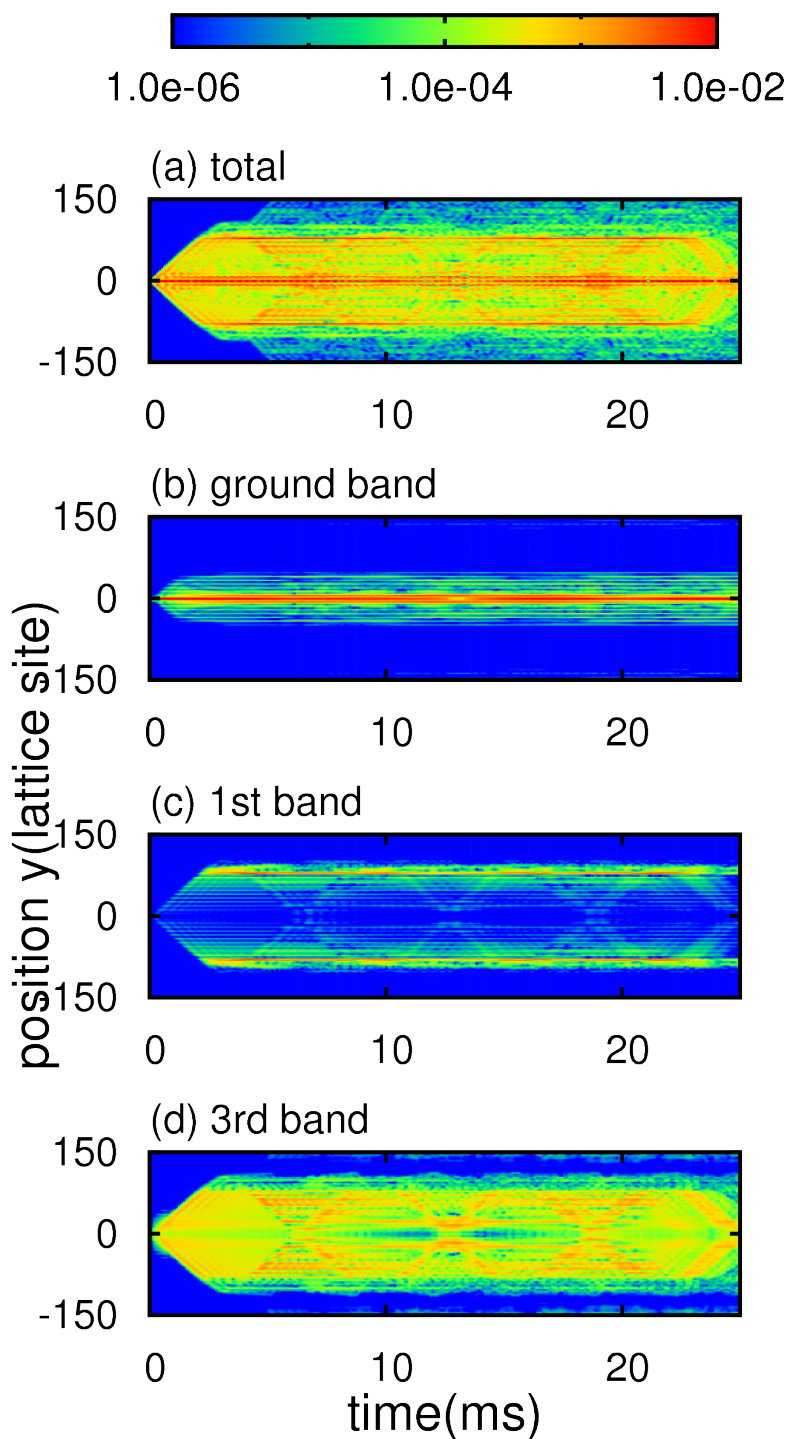 1.0e-06 1.0e-04 1.0e-02
(a) total
150
0
-150
0 10 20
(b) ground band
150
0
-150
0 10 20
(c) 1st band
150
0
-150
0 10 20
(d) 3rd band
150
0
-150
0 10 20
time(ms)
position y(lattice site)